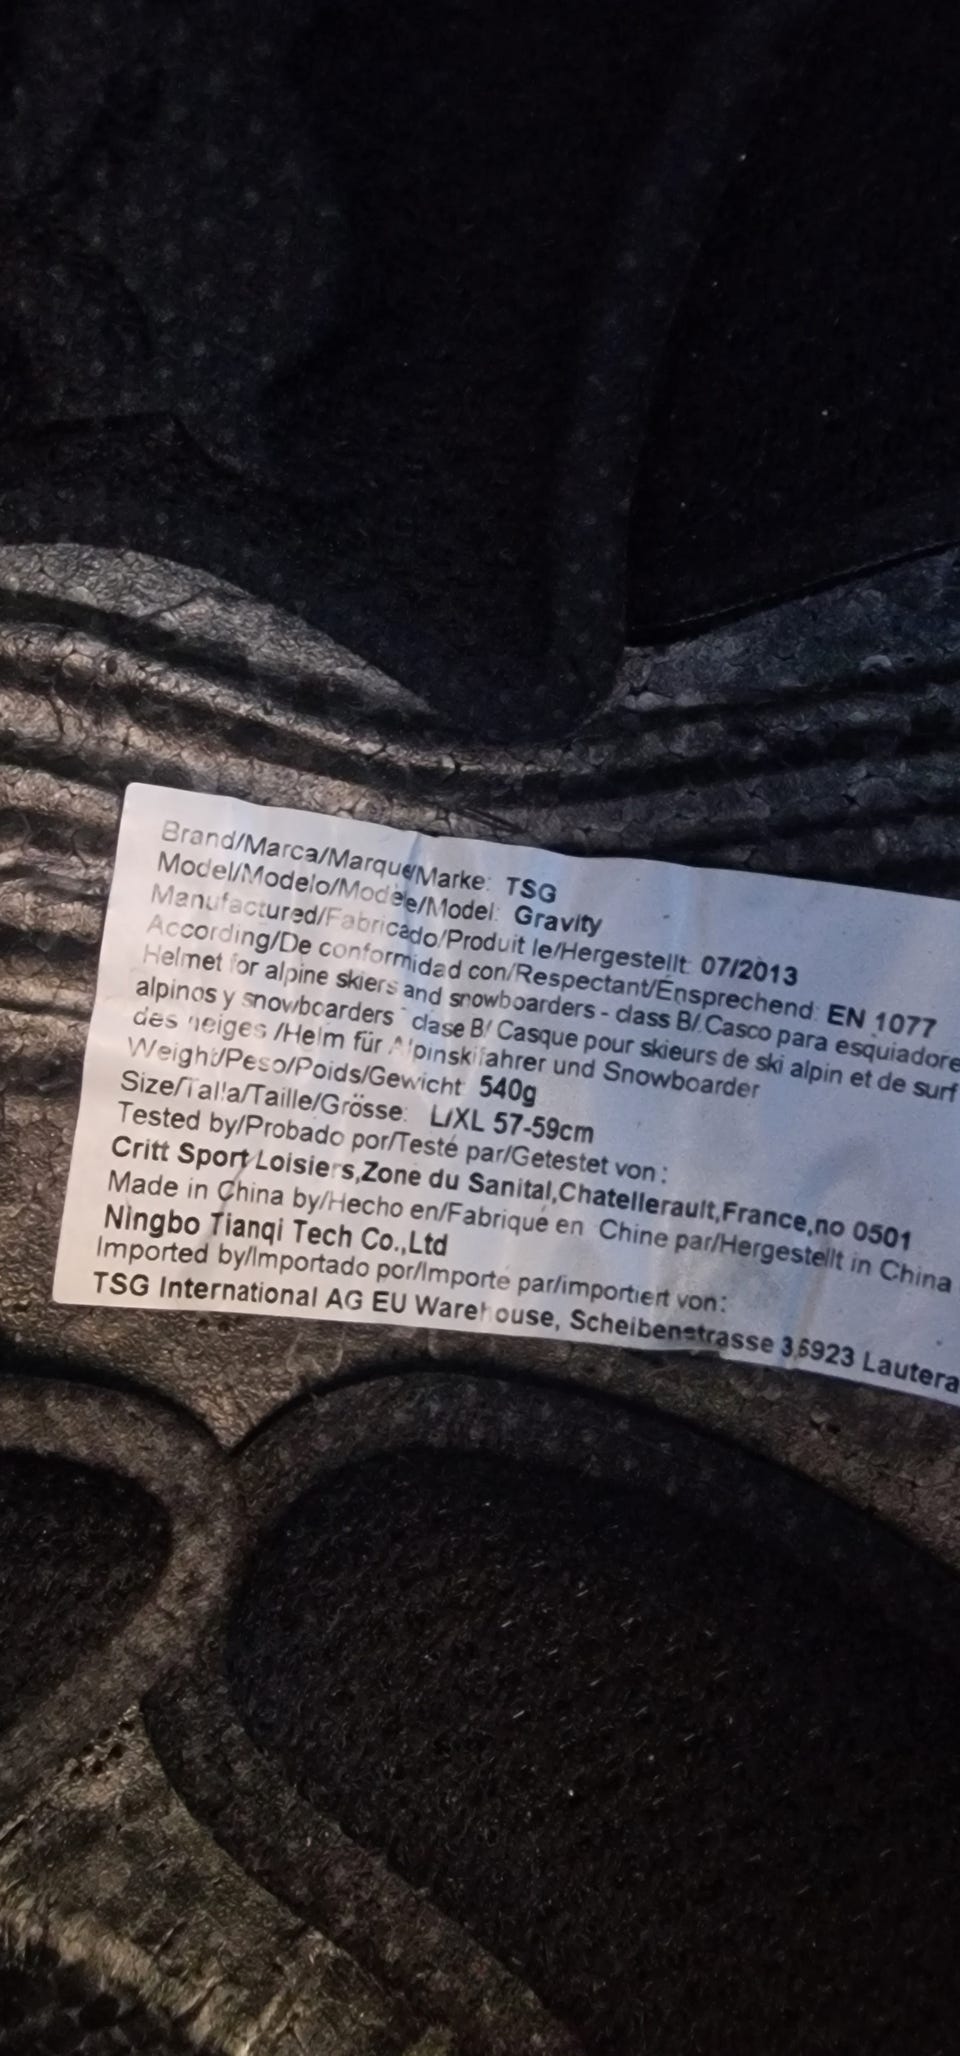 Brand/Marca/Marque/Marke: TSG
Model/Modelo/Modèle/Model: Gravity
Manufactured/Fabricado/Produit le/Hergestellt: 07/2013
According/De conformidad con/Respectant/Ensprechend: EN 1077
Helmet for alpine skiers and snowboarders - class B/ Casco para esquiadore
alpinos y snowboarders clase B/ Casque pour skieurs de ski alpin et de surf
des neiges /Helm für Alpinskifahrer und Snowboarder
Weight/Peso/Poids/Gewicht: 540g
Size/Talla/Taille/Grösse: L/XL 57-59cm
Tested by/Probado por/Testé par/Getestet von:
Critt Sport Loisiers,Zone du Sanital,Chatellerault,France,no 0501
Made in China by/Hecho en/Fabriqué en Chine par/Hergestellt in China
Ningbo Tianqi Tech Co.,Ltd
Imported by/Importado por/Importé par/importiert von:
TSG International AG EU Warehouse, Scheibenstrasse 36923 Lautera